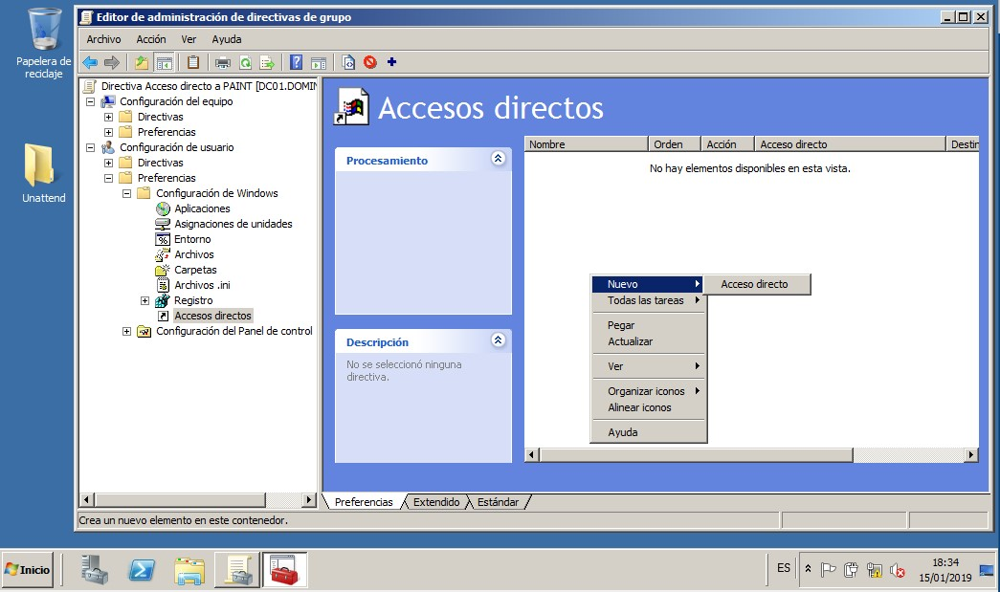 Papelera de
reciclaje
Unattend
Editor de administración de directivas de grupo
Archivo Acción Ver Ayuda
Directiva Acceso directo a PAINT [DC01.DOMIN
Configuración del equipo
Directivas
Preferencias
Configuración de usuario
Directivas
Preferencias
Configuración de Windows
Aplicaciones
Asignaciones de unidades
Entorno
Archivos
Carpetas
Archivos .ini
Registro
Accesos directos
Configuración del Panel de control
Accesos directos
Procesamiento
Descripción
No se seleccionó ninguna
directiva.
Nombre Orden Acción Acceso directo Destin
No hay elementos disponibles en esta vista.
Nuevo
Acceso directo
Todas las tareas
Pegar
Actualizar
Ver
Organizar iconos
Alinear iconos
Ayuda
Preferencias Extendido Estándar
Crea un nuevo elemento en este contenedor.
Inicio
ES
18:34
15/01/2019